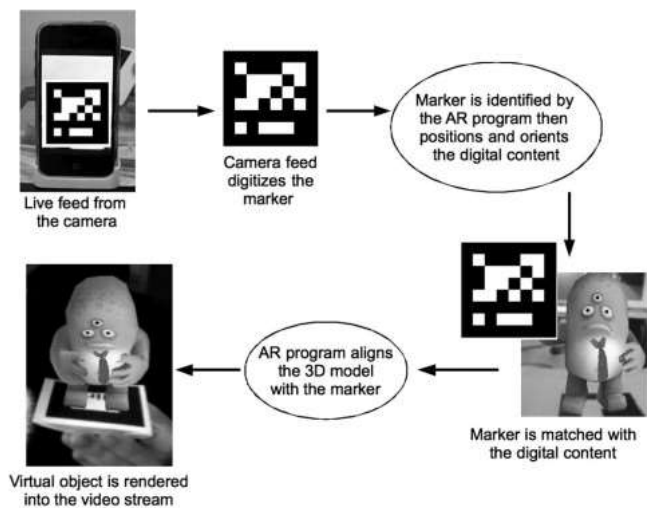 Live feed from
the camera
Camera feed
digitizes the
marker
Marker is identified by
the AR program then
positions and orients
the digital content
Marker is matched with
the digital content
AR program aligns
the 3D model
with the marker
Virtual object is rendered
into the video stream